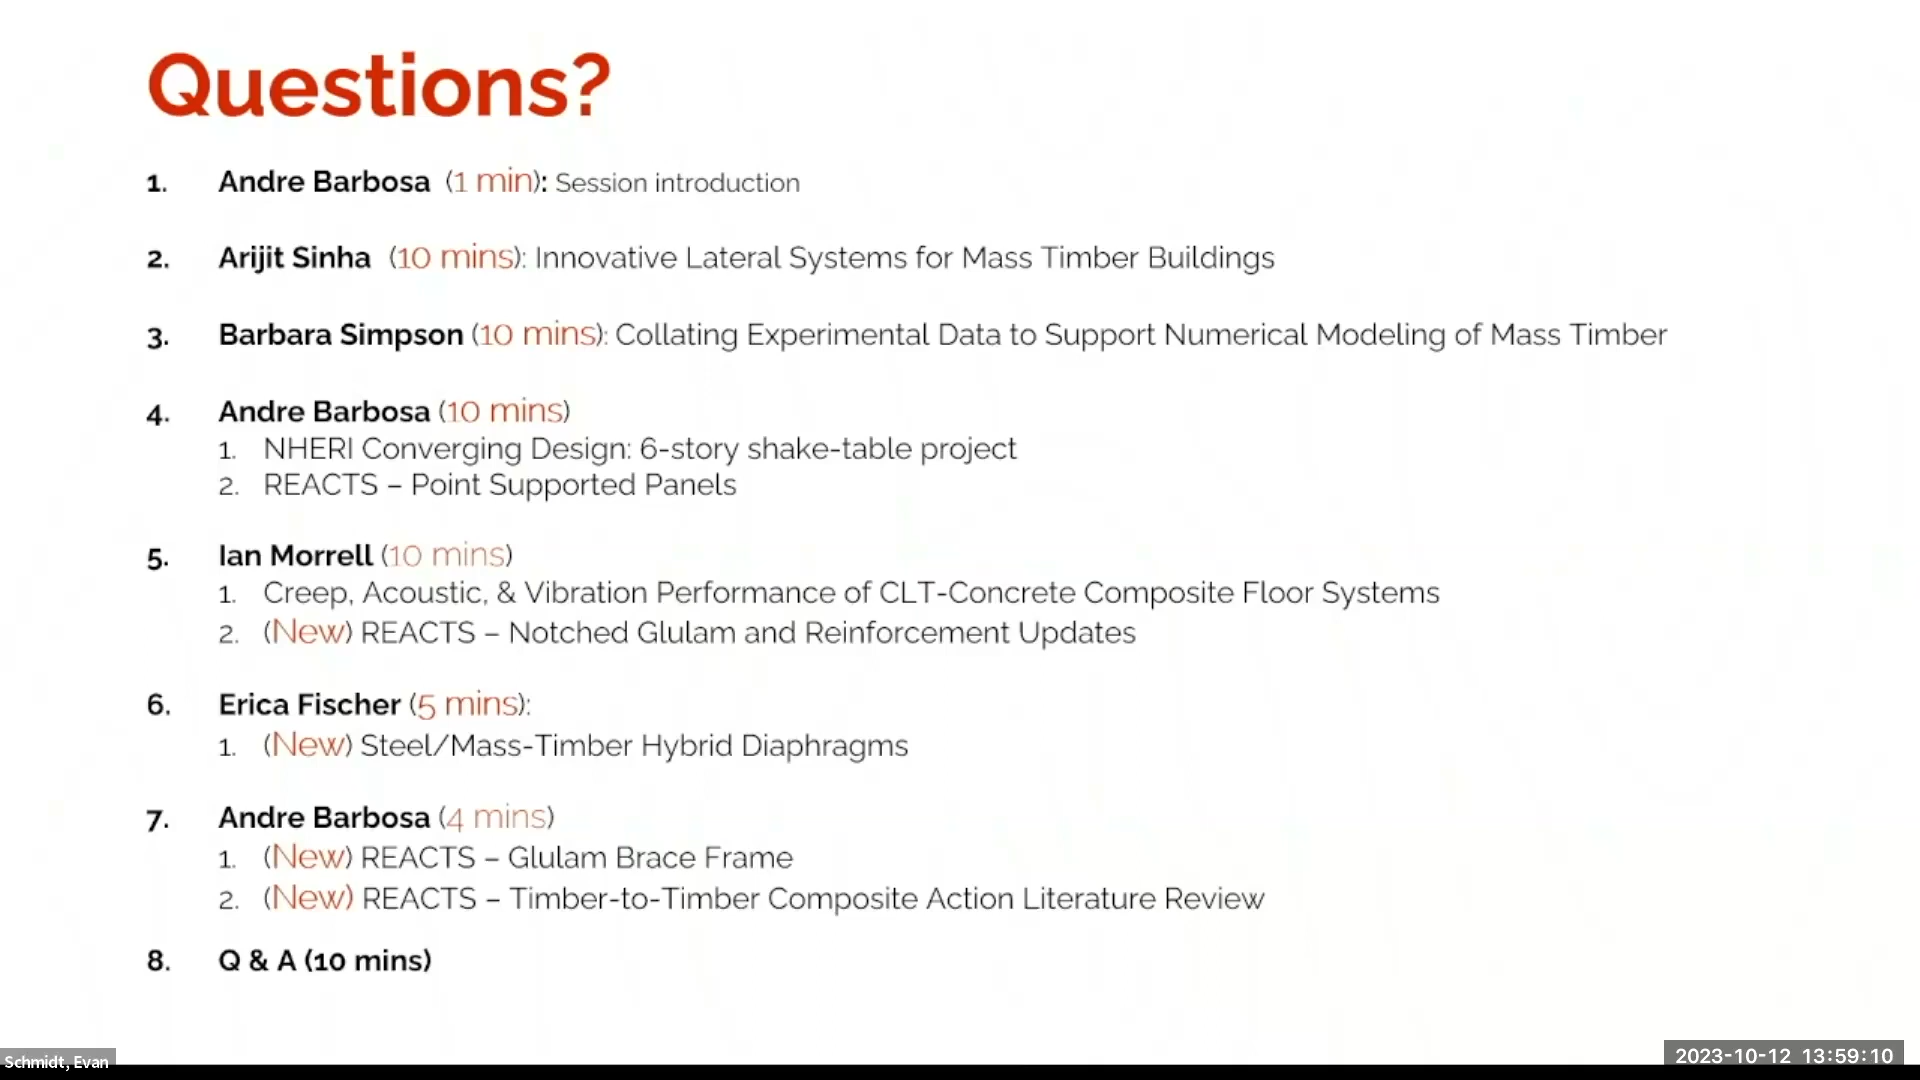 Questions?
1. Andre Barbosa (1 min): Session introduction
2. Arijit Sinha (10 mins): Innovative Lateral Systems for Mass Timber Buildings
3. Barbara Simpson (10 mins): Collating Experimental Data to Support Numerical Modeling of Mass Timber
4. Andre Barbosa (10 mins)
1. NHERI Converging Design: 6-story shake-table project
2. REACTS – Point Supported Panels
5. Ian Morrell (10 mins)
1. Creep, Acoustic, & Vibration Performance of CLT-Concrete Composite Floor Systems
2. (New) REACTS – Notched Glulam and Reinforcement Updates
6. Erica Fischer (5 mins):
1. (New) Steel/Mass-Timber Hybrid Diaphragms
7. Andre Barbosa (4 mins)
1. (New) REACTS – Glulam Brace Frame
2. (New) REACTS – Timber-to-Timber Composite Action Literature Review
8. Q & A (10 mins)
Schmidt, Evan
2023-10-12 13:59:10